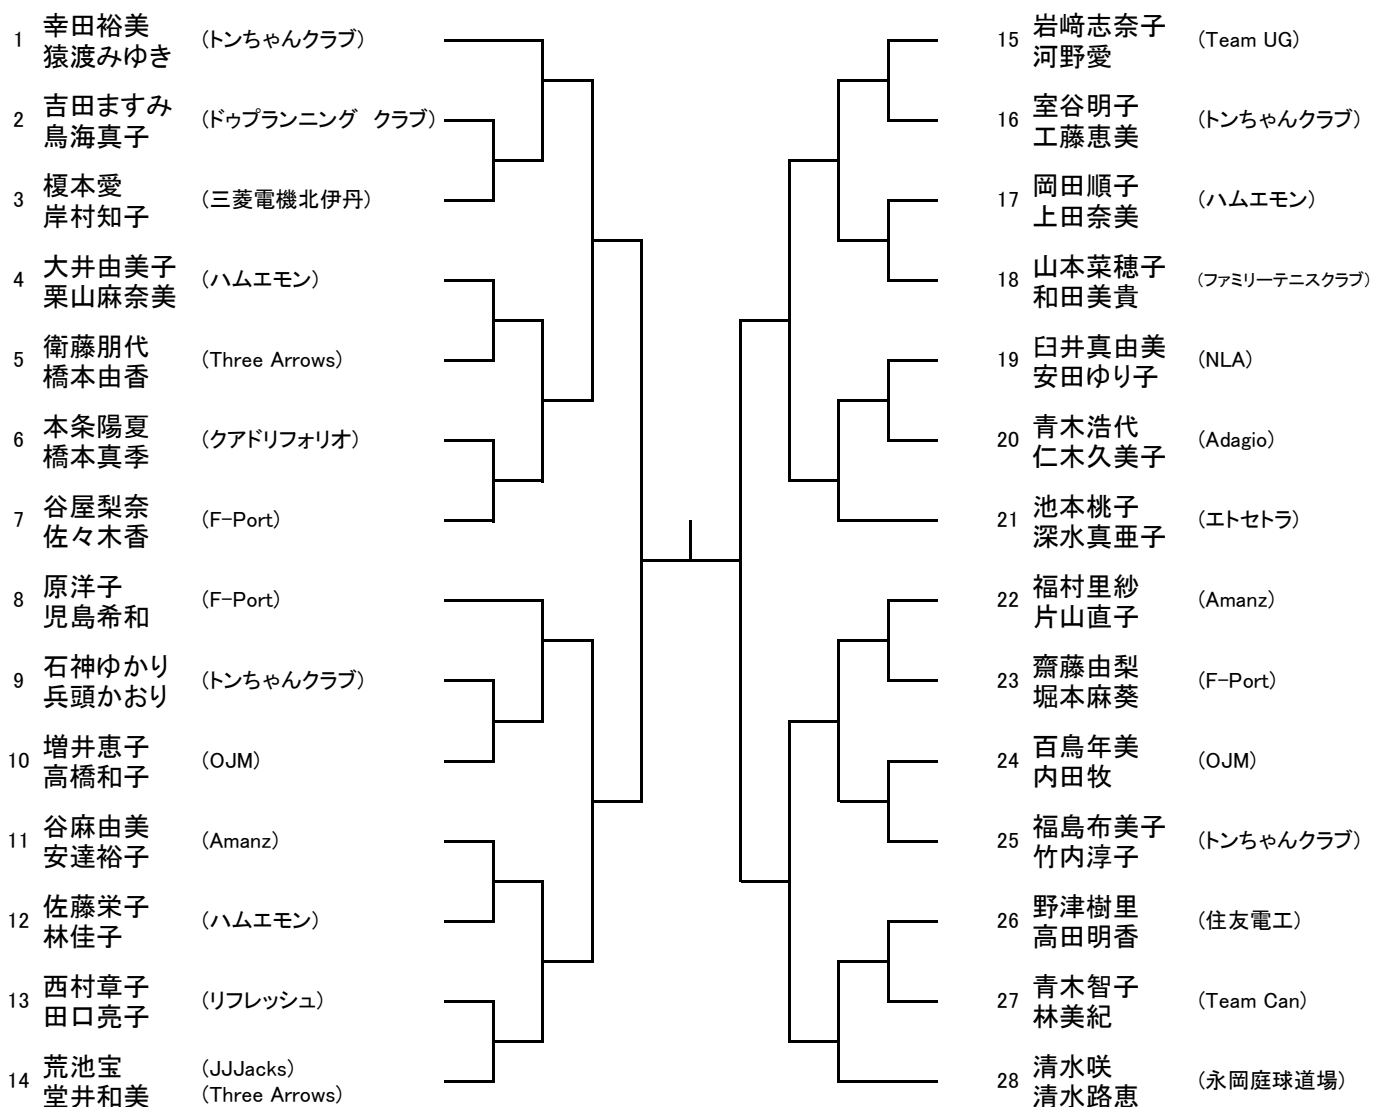 1 幸田裕美 (トンちゃんクラブ)
猿渡みゆき
2 吉田ますみ (ドゥプランニング クラブ)
鳥海真子
3 榎本愛 (三菱電機北伊丹)
岸村知子
4 大井由美子 (ハムエモン)
栗山麻奈美
5 衛藤朋代 (Three Arrows)
橋本由香
6 本条陽夏 (クアドリフォリオ)
橋本真季
7 谷屋梨奈 (F-Port)
佐々木香
8 原洋子 (F-Port)
児島希和
9 石神ゆかり (トンちゃんクラブ)
兵頭かおり
10 増井恵子 (OJM)
高橋和子
11 谷麻由美 (Amanz)
安達裕子
12 佐藤栄子 (ハムエモン)
林佳子
13 西村章子 (リフレッシュ)
田口亮子
14 荒池宝 (JJJacks)
堂井和美 (Three Arrows)
15 岩﨑志奈子 (Team UG)
河野愛
16 室谷明子 (トンちゃんクラブ)
工藤恵美
17 岡田順子 (ハムエモン)
上田奈美
18 山本菜穂子 (ファミリーテニスクラブ)
和田美貴
19 臼井真由美 (NLA)
安田ゆり子
20 青木浩代 (Adagio)
仁木久美子
21 池本桃子 (エトセトラ)
深水真亜子
22 福村里紗 (Amanz)
片山直子
23 齋藤由梨 (F-Port)
堀本麻葵
24 百鳥年美 (OJM)
内田牧
25 福島布美子 (トンちゃんクラブ)
竹内淳子
26 野津樹里 (住友電工)
高田明香
27 青木智子 (Team Can)
林美紀
28 清水咲 (永岡庭球道場)
清水路恵